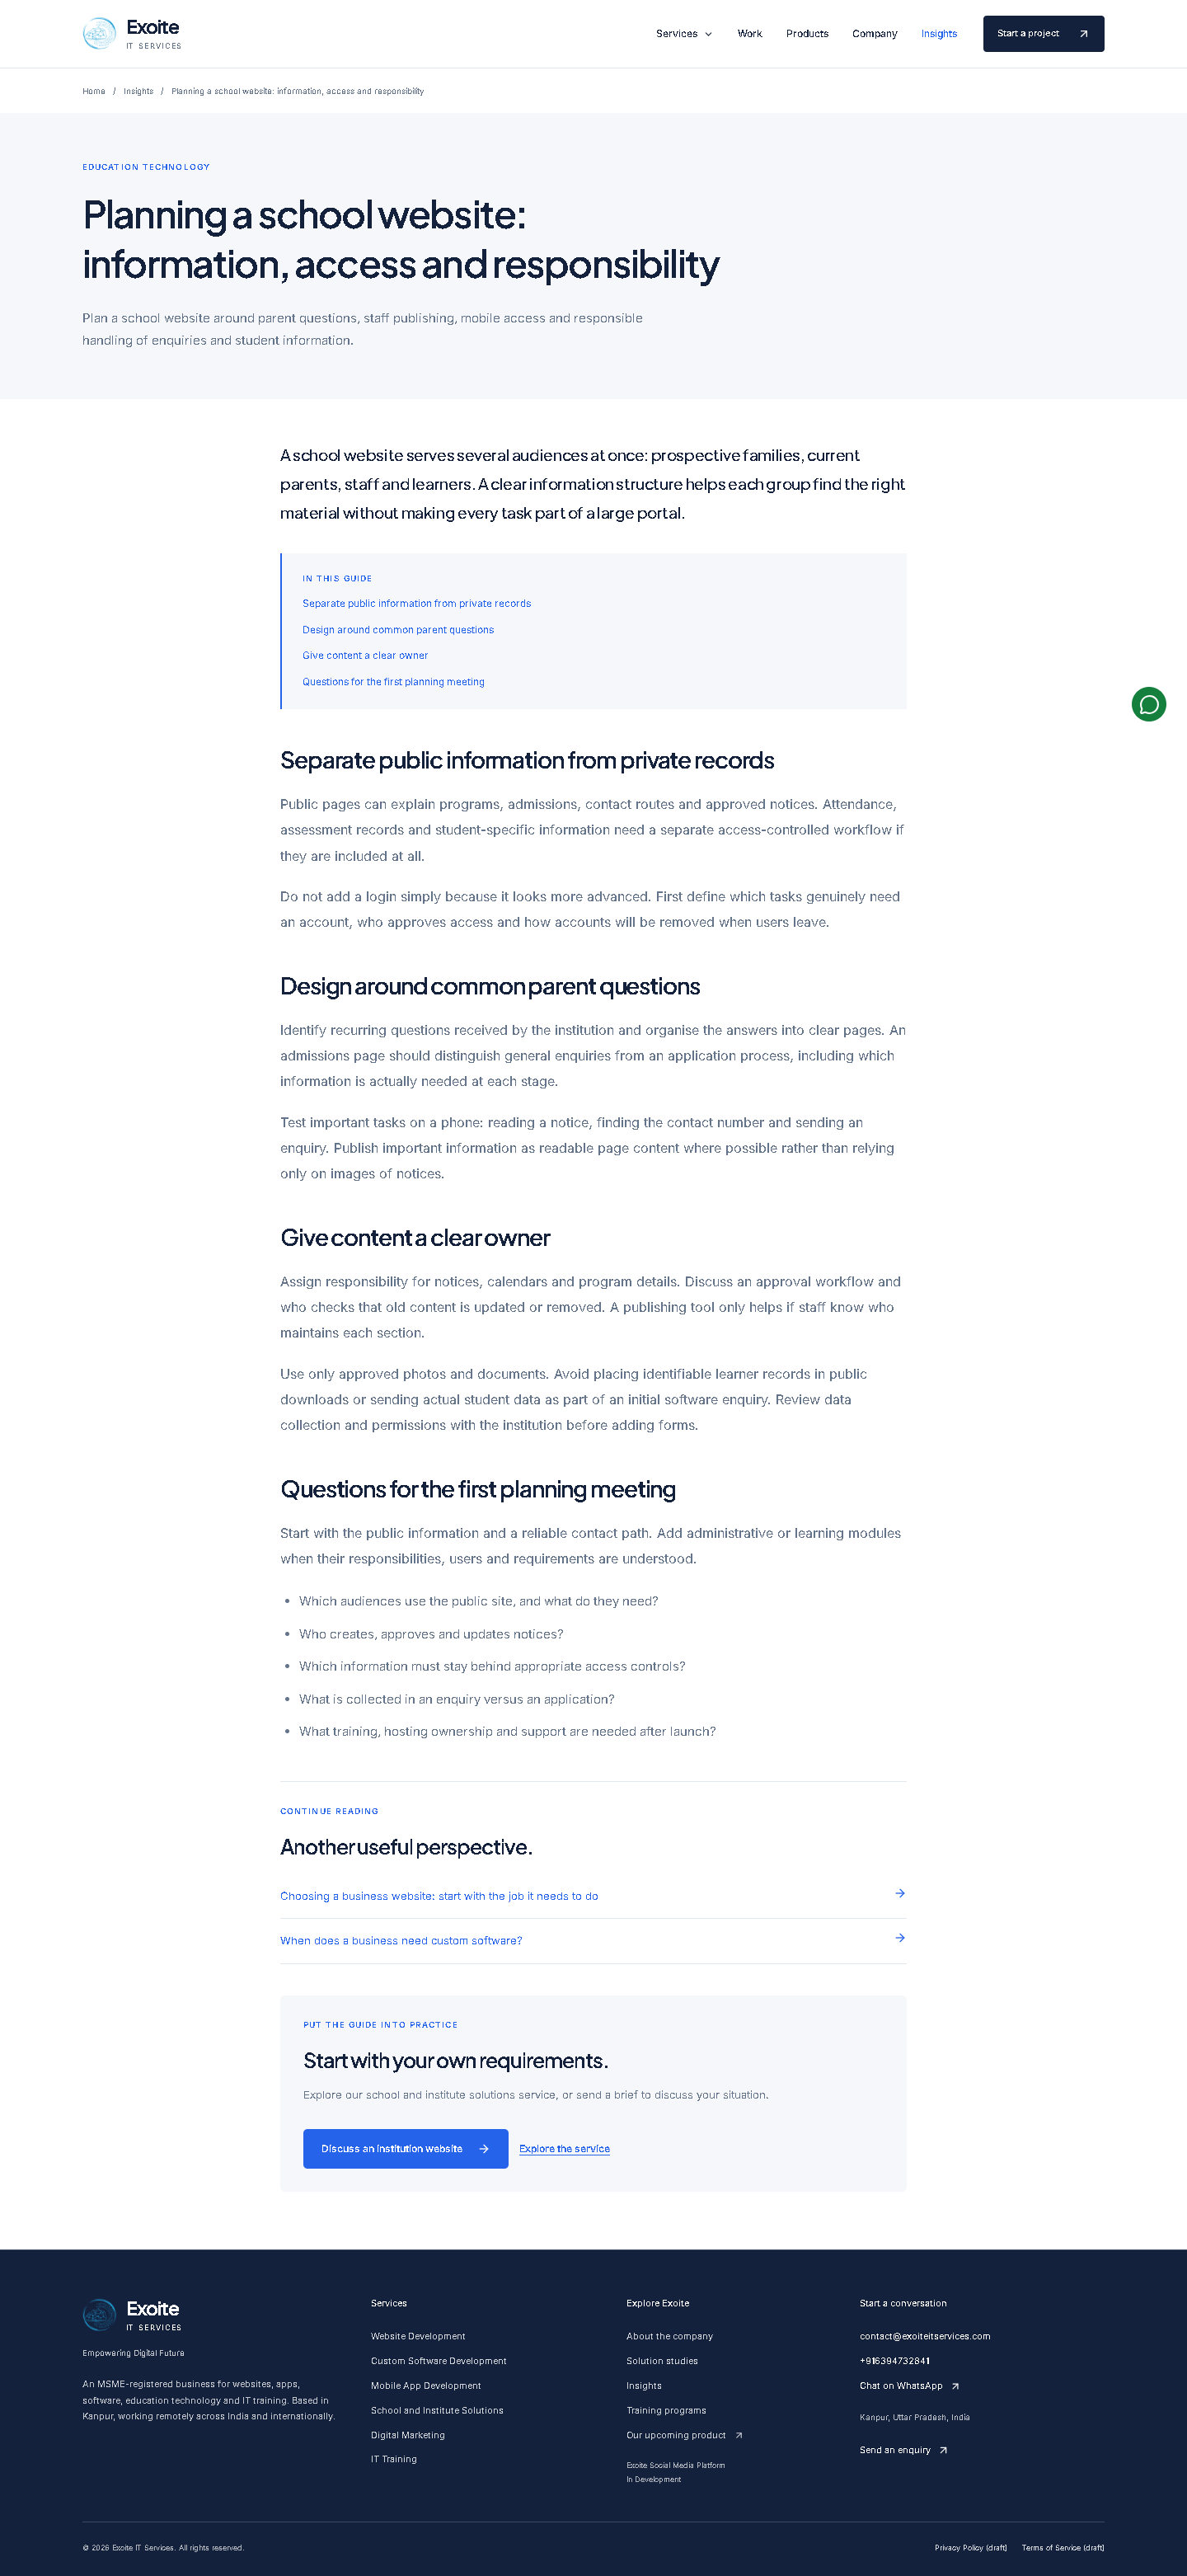 Exoite
IT SERVICES
Services
Work
Products
Company
Insights
Start a project
Home / Insights / Planning a school website: information, access and responsibility
EDUCATION TECHNOLOGY
Planning a school website:
information, access and responsibility
Plan a school website around parent questions, staff publishing, mobile access and responsible
handling of enquiries and student information.
A school website serves several audiences at once: prospective families, current
parents, staff and learners. A clear information structure helps each group find the right
material without making every task part of a large portal.
IN THIS GUIDE
Separate public information from private records
Design around common parent questions
Give content a clear owner
Questions for the first planning meeting
Separate public information from private records
Public pages can explain programs, admissions, contact routes and approved notices. Attendance,
assessment records and student-specific information need a separate access-controlled workflow if
they are included at all.
Do not add a login simply because it looks more advanced. First define which tasks genuinely need
an account, who approves access and how accounts will be removed when users leave.
Design around common parent questions
Identify recurring questions received by the institution and organise the answers into clear pages. An
admissions page should distinguish general enquiries from an application process, including which
information is actually needed at each stage.
Test important tasks on a phone: reading a notice, finding the contact number and sending an
enquiry. Publish important information as readable page content where possible rather than relying
only on images of notices.
Give content a clear owner
Assign responsibility for notices, calendars and program details. Discuss an approval workflow and
who checks that old content is updated or removed. A publishing tool only helps if staff know who
maintains each section.
Use only approved photos and documents. Avoid placing identifiable learner records in public
downloads or sending actual student data as part of an initial software enquiry. Review data
collection and permissions with the institution before adding forms.
Questions for the first planning meeting
Start with the public information and a reliable contact path. Add administrative or learning modules
when their responsibilities, users and requirements are understood.
• Which audiences use the public site, and what do they need?
• Who creates, approves and updates notices?
• Which information must stay behind appropriate access controls?
• What is collected in an enquiry versus an application?
• What training, hosting ownership and support are needed after launch?
CONTINUE READING
Another useful perspective.
Choosing a business website: start with the job it needs to do
When does a business need custom software?
PUT THE GUIDE INTO PRACTICE
Start with your own requirements.
Explore our school and institute solutions service, or send a brief to discuss your situation.
Discuss an institution website
Explore the service
Exoite
IT SERVICES
Empowering Digital Future
An MSME-registered business for websites, apps,
software, education technology and IT training. Based in
Kanpur, working remotely across India and internationally.
Services
Website Development
Custom Software Development
Mobile App Development
School and Institute Solutions
Digital Marketing
IT Training
Explore Exoite
About the company
Solution studies
Insights
Training programs
Our upcoming product
Exoite Social Media Platform
In Development
Start a conversation
contact@exoiteitservices.com
+916394732841
Chat on WhatsApp
Kanpur, Uttar Pradesh, India
Send an enquiry
© 2026 Exoite IT Services. All rights reserved.
Privacy Policy (draft)
Terms of Service (draft)